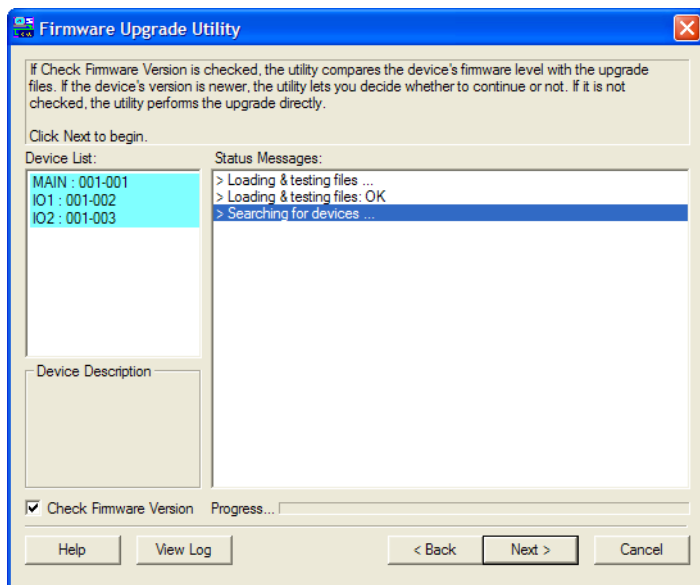 Firmware Upgrade Utility
If Check Firmware Version is checked, the utility compares the device's firmware level with the upgrade
files. If the device's version is newer, the utility lets you decide whether to continue or not. If it is not
checked, the utility performs the upgrade directly.
Click Next to begin.
Device List:
Status Messages:
MAIN : 001-001
IO1 : 001-002
IO2 : 001-003
> Loading & testing files ...
> Loading & testing files: OK
> Searching for devices ...
Device Description
Check Firmware Version
Progress...
Help
View Log
< Back
Next >
Cancel